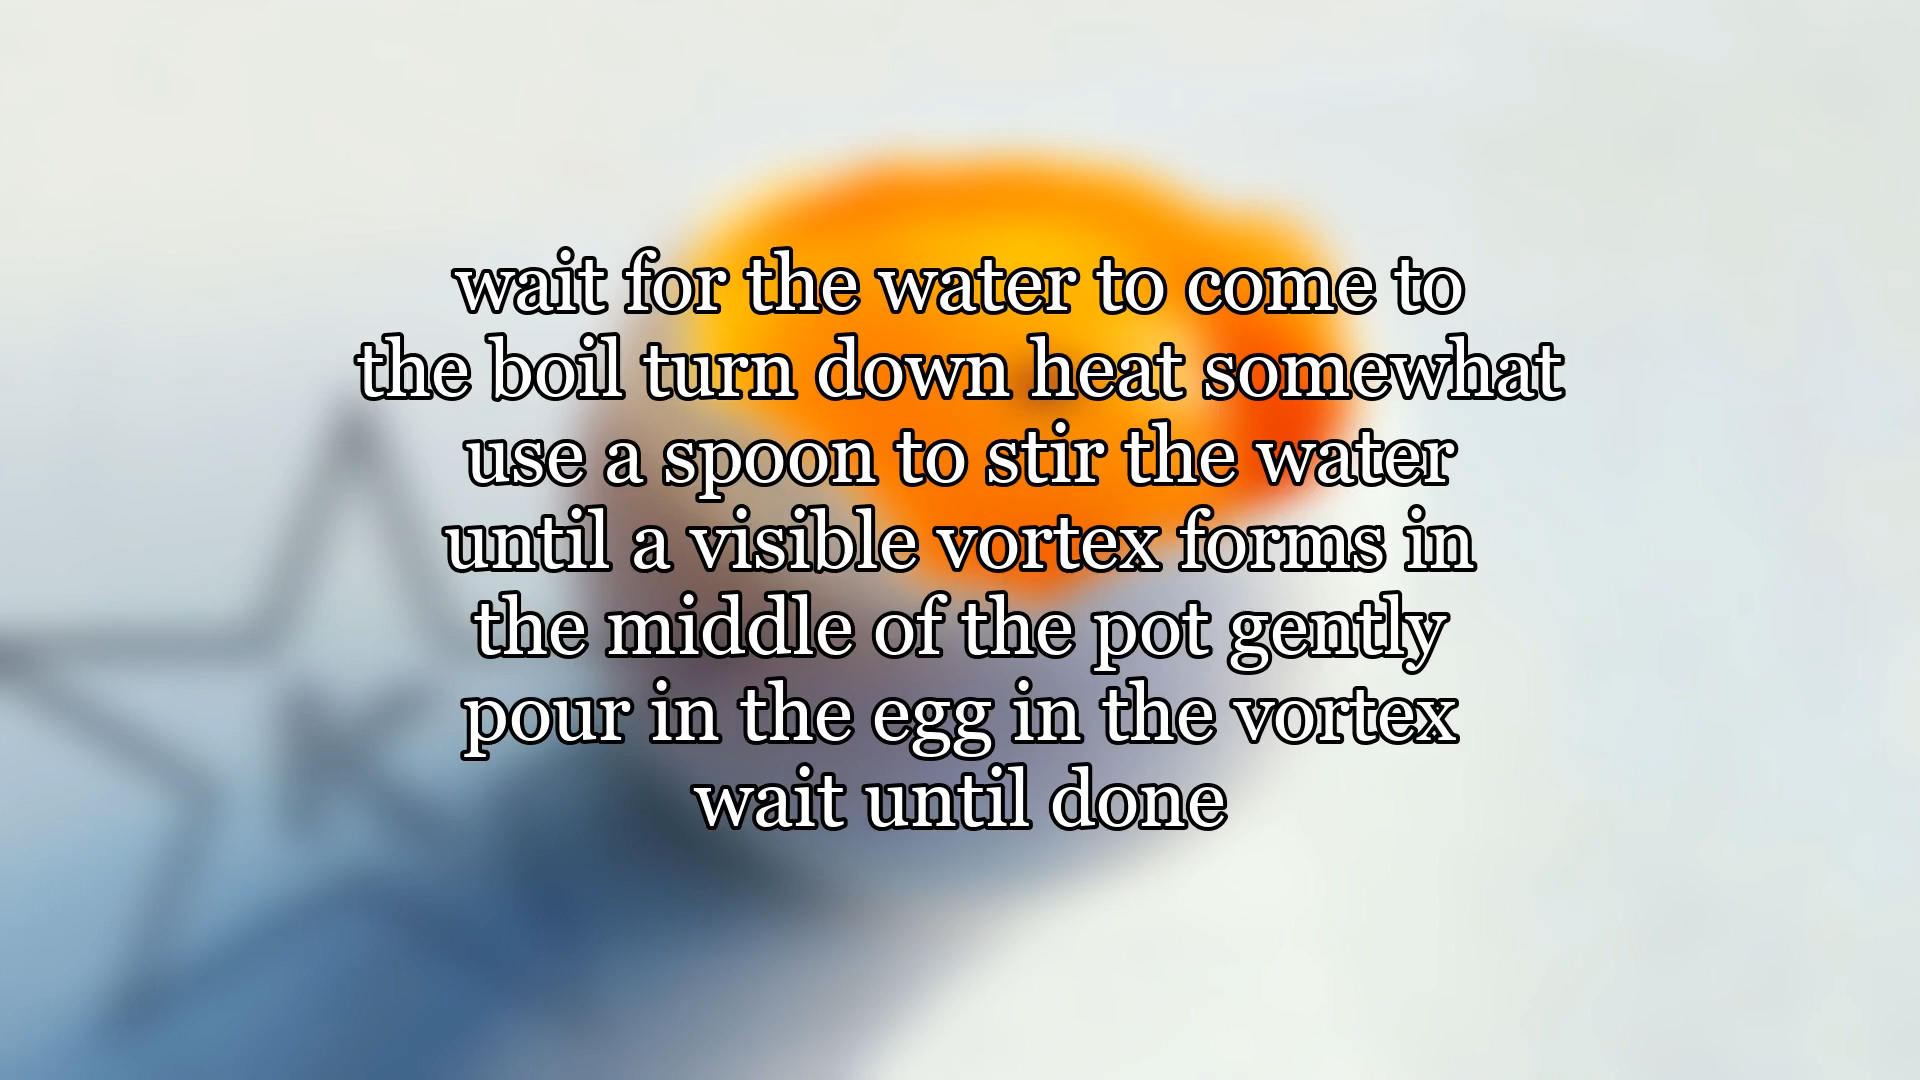 wait for the water to come to
the boil turn down heat somewhat
use a spoon to stir the water
until a visible vortex forms in
the middle of the pot gently
pour in the egg in the vortex
wait until done